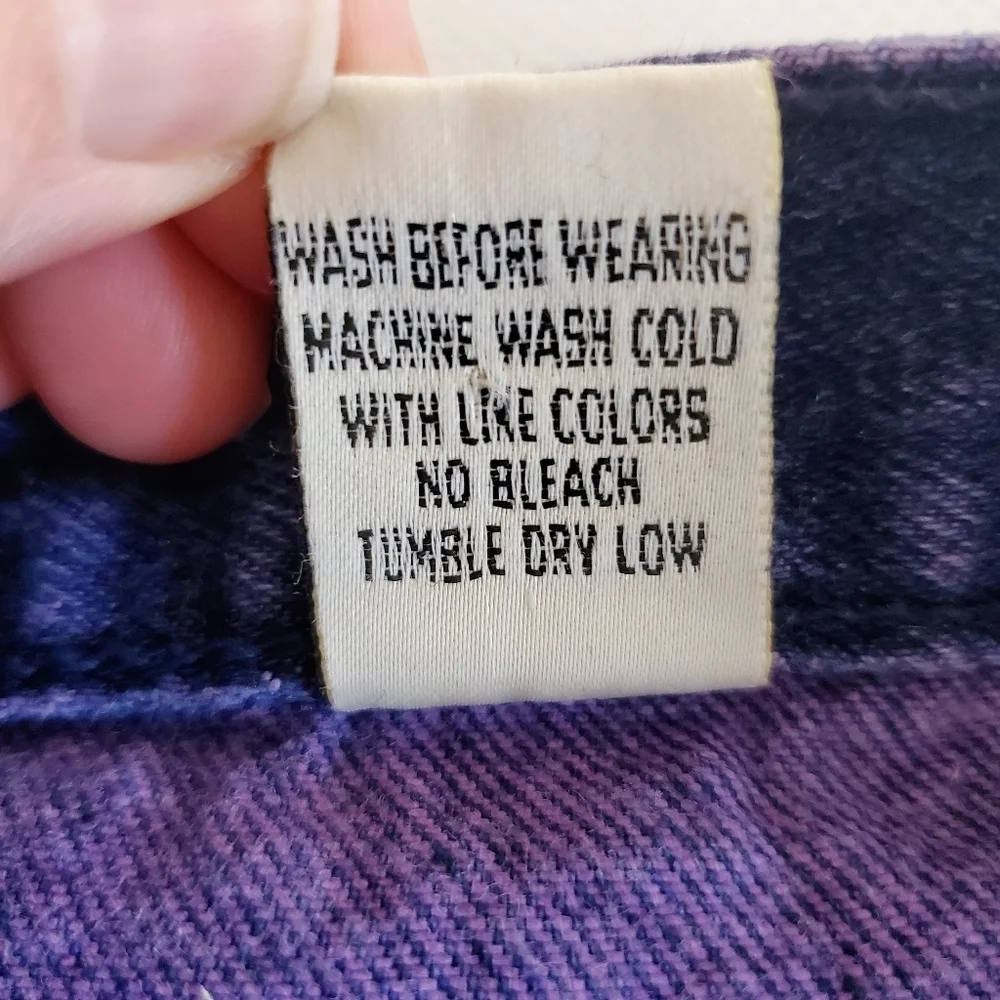 WASH BEFORE WEARING
MACHINE WASH COLD
WITH LIKE COLORS
NO BLEACH
TUMBLE DRY LOW